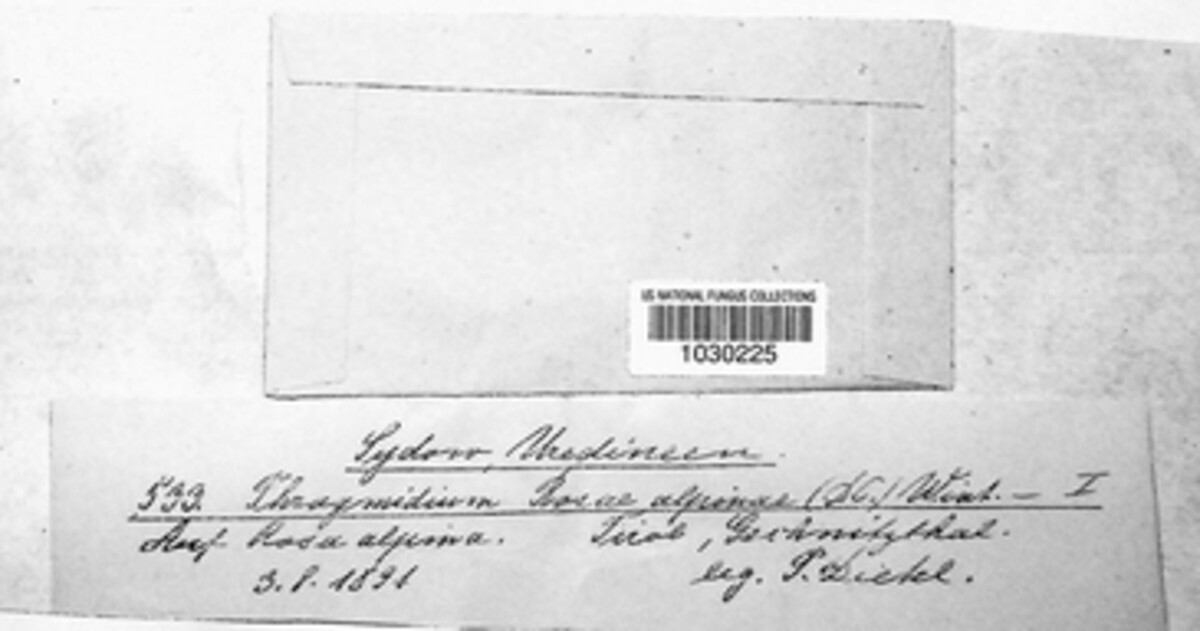 US NATIONAL FUNGUS COLLECTIONS
1030225
Sydow, Uredineen.
533. Phragmidium Rosae alpinae (DC.) Wint. — I
Auf Rosa alpina. Tirol, Gschnitzthal.
3.8.1891 leg. P. Dietel.